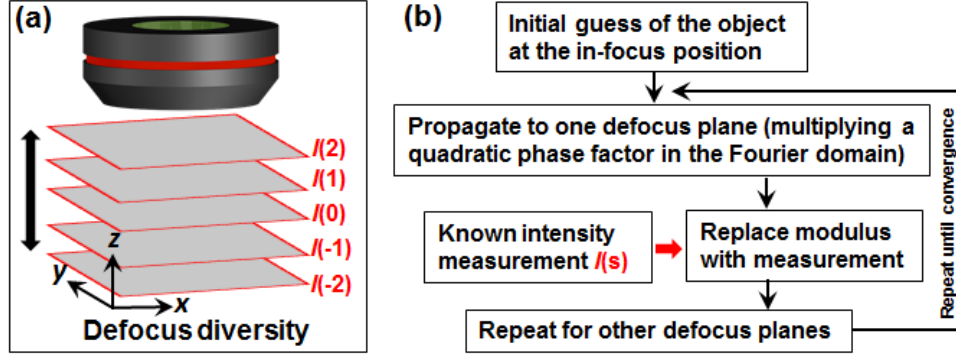 (a)
I(2)
I(1)
I(0)
I(-1)
I(-2)
z
y
x
Defocus diversity
(b)
Initial guess of the object
at the in-focus position
Propagate to one defocus plane (multiplying a
quadratic phase factor in the Fourier domain)
Known intensity
measurement I(s)
Replace modulus
with measurement
Repeat for other defocus planes
Repeat until convergence